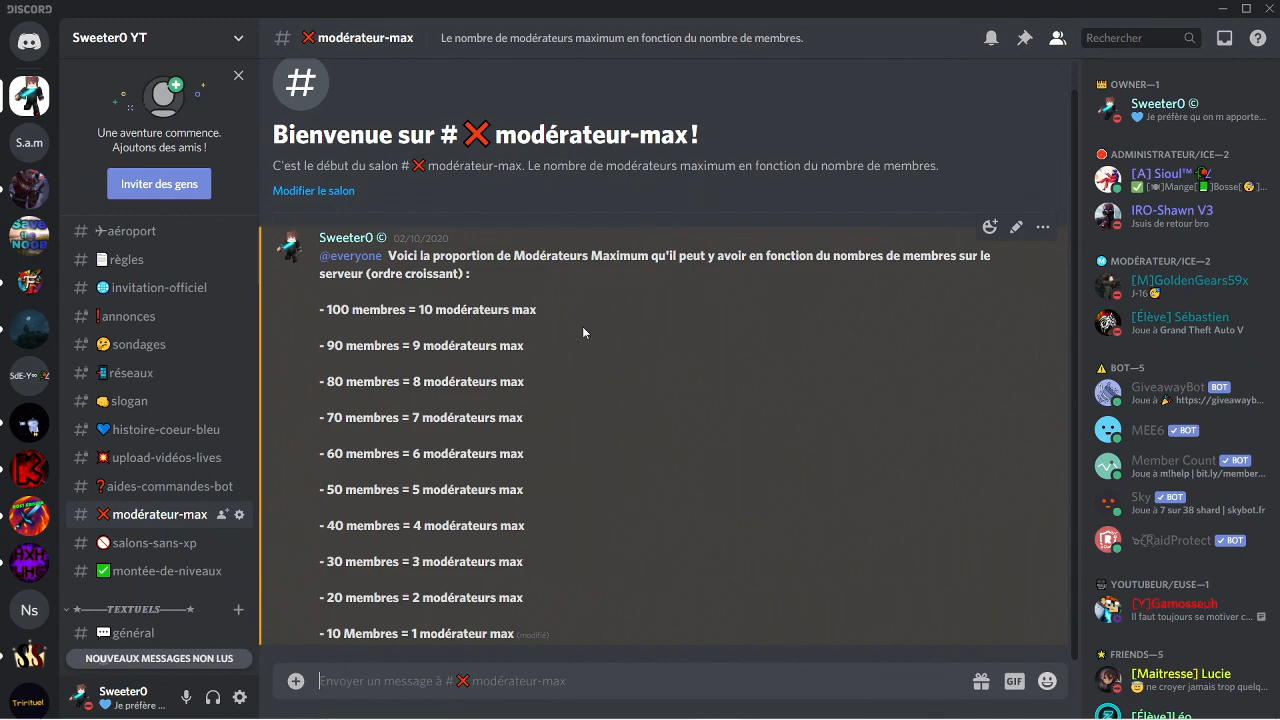 DISCORD
Sweeter0 YT
❌ modérateur-max
Le nombre de modérateurs maximum en fonction du nombre de membres.
Rechercher
S.a.m
SdE-Y∞
Ns
Trirituel
Une aventure commence.
Ajoutons des amis !
Inviter des gens
✈aéroport
📄règles
🌐invitation-officiel
❗annonces
🤔sondages
📲réseaux
👊slogan
💙histoire-coeur-bleu
💥upload-vidéos-lives
❓aides-commandes-bot
❌ modérateur-max
🚫salons-sans-xp
✅montée-de-niveaux
★——TEXTUELS——★
💬général
NOUVEAUX MESSAGES NON LUS
Sweeter0
💙 Je préfère ...
Bienvenue sur # ❌ modérateur-max !
C'est le début du salon # ❌ modérateur-max. Le nombre de modérateurs maximum en fonction du nombre de membres.
Modifier le salon
Sweeter0 © 02/10/2020
@everyone Voici la proportion de Modérateurs Maximum qu'il peut y avoir en fonction du nombres de membres sur le
serveur (ordre croissant) :
- 100 membres = 10 modérateurs max
- 90 membres = 9 modérateurs max
- 80 membres = 8 modérateurs max
- 70 membres = 7 modérateurs max
- 60 membres = 6 modérateurs max
- 50 membres = 5 modérateurs max
- 40 membres = 4 modérateurs max
- 30 membres = 3 modérateurs max
- 20 membres = 2 modérateurs max
- 10 Membres = 1 modérateur max (modifié)
Envoyer un message à # ❌ modérateur-max
GIF
OWNER—1
Sweeter0 ©
💙 Je préfère qu on m apporte...
ADMINISTRATEUR/ICE—2
[A] Sioul™
✅ [🍽]Mange[📗]Bosse[😴]...
IRO-Shawn V3
Jsuis de retour bro
MODÉRATEUR/ICE—2
[M]GoldenGears59x
J-16 😴
[Élève] Sébastien
Joue à Grand Theft Auto V
BOT—5
GiveawayBot BOT
Joue à 🎉 https://giveawayb...
MEE6 ✓ BOT
Member Count ✓ BOT
Joue à m!help | bit.ly/member...
Sky ✓ BOT
Joue à 7 sur 38 shard | skybot.fr
RaidProtect ✓ BOT
YOUTUBEUR/EUSE—1
[Y]Gamosseuh
Il faut toujours se motiver c...
FRIENDS—5
[Maitresse] Lucie
😇 ne croyer jamais trop quelq...
[Élève]Léo